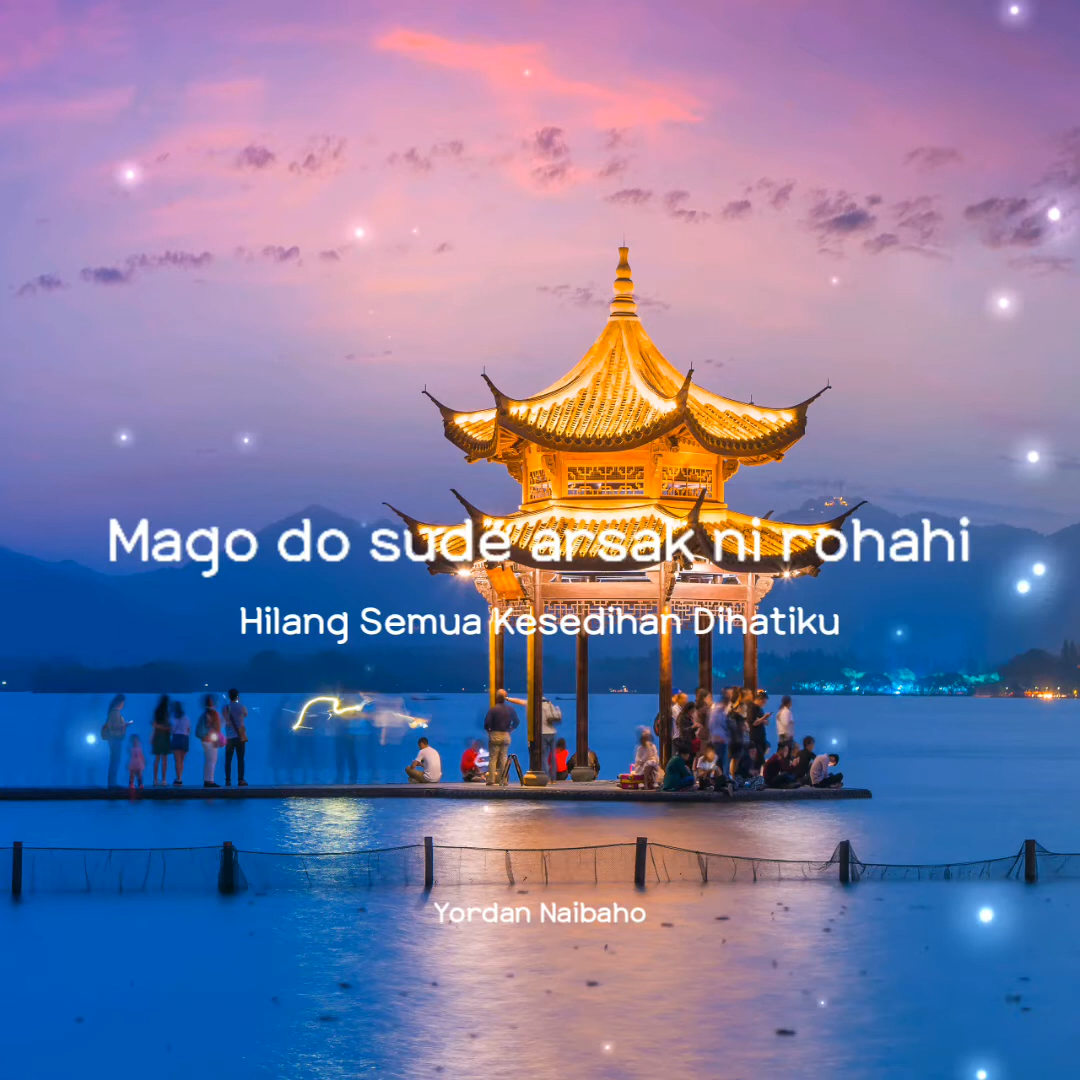 Mago do sude arsak ni rohahi
Hilang Semua Kesedihan Dihatiku
Yordan Naibaho